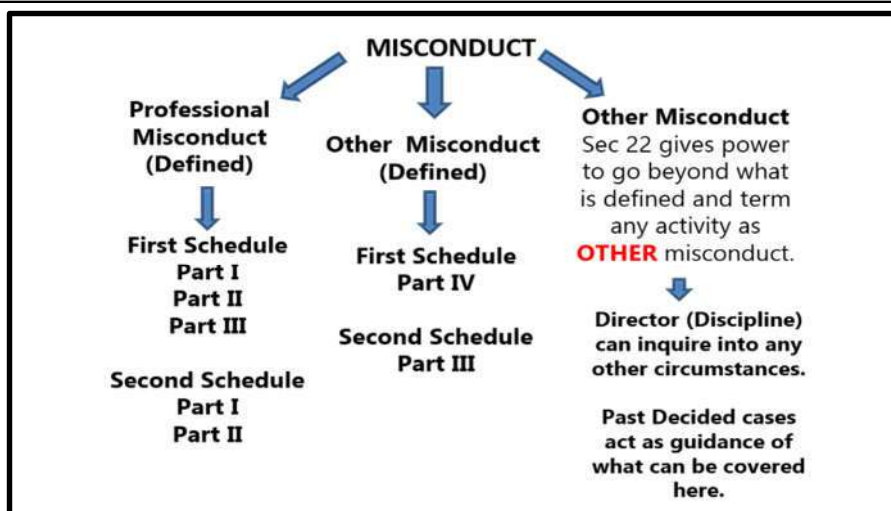 MISCONDUCT
Professional
Misconduct
(Defined)
First Schedule
Part I
Part II
Part III
Second Schedule
Part I
Part II
Other Misconduct
(Defined)
First Schedule
Part IV
Second Schedule
Part III
Other Misconduct
Sec 22 gives power
to go beyond what
is defined and term
any activity as
OTHER misconduct.
Director (Discipline)
can inquire into any
other circumstances.
Past Decided cases
act as guidance of
what can be covered
here.